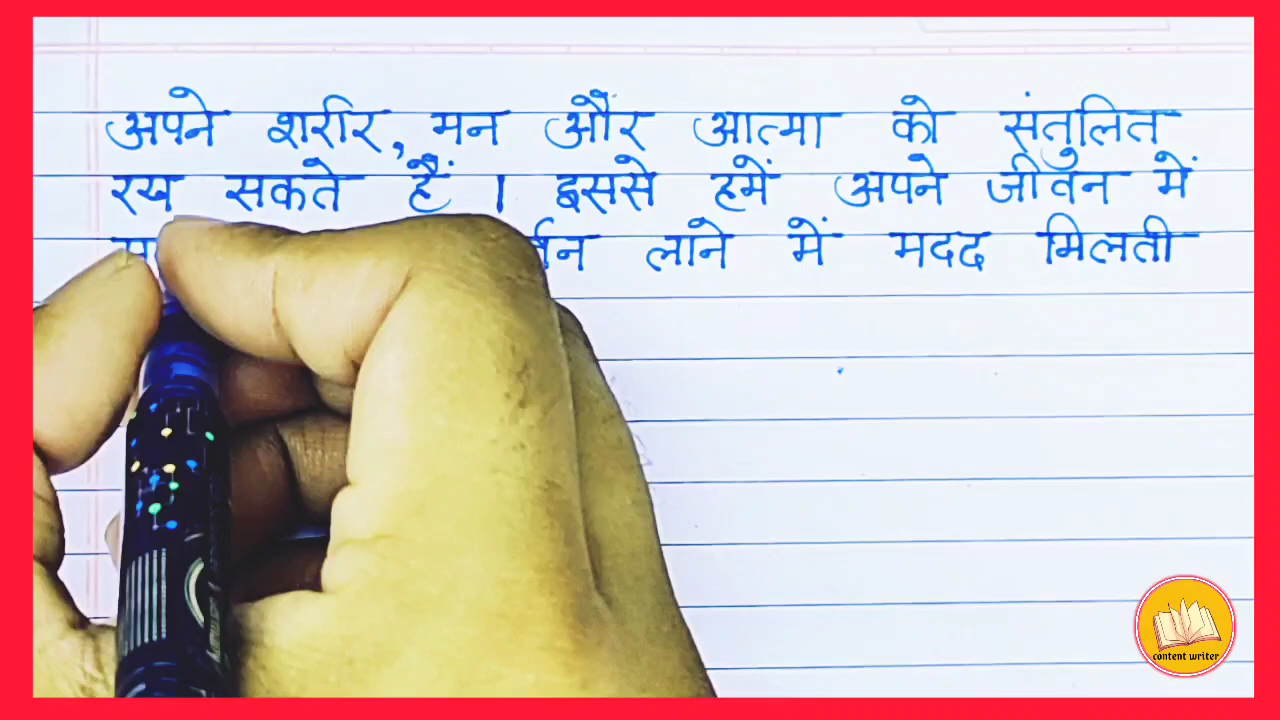 अपने शरीर, मन और आत्मा को संतुलित
रख सकते हैं । इससे हमें अपने जीवन में
लाने में मदद मिलती
content writer